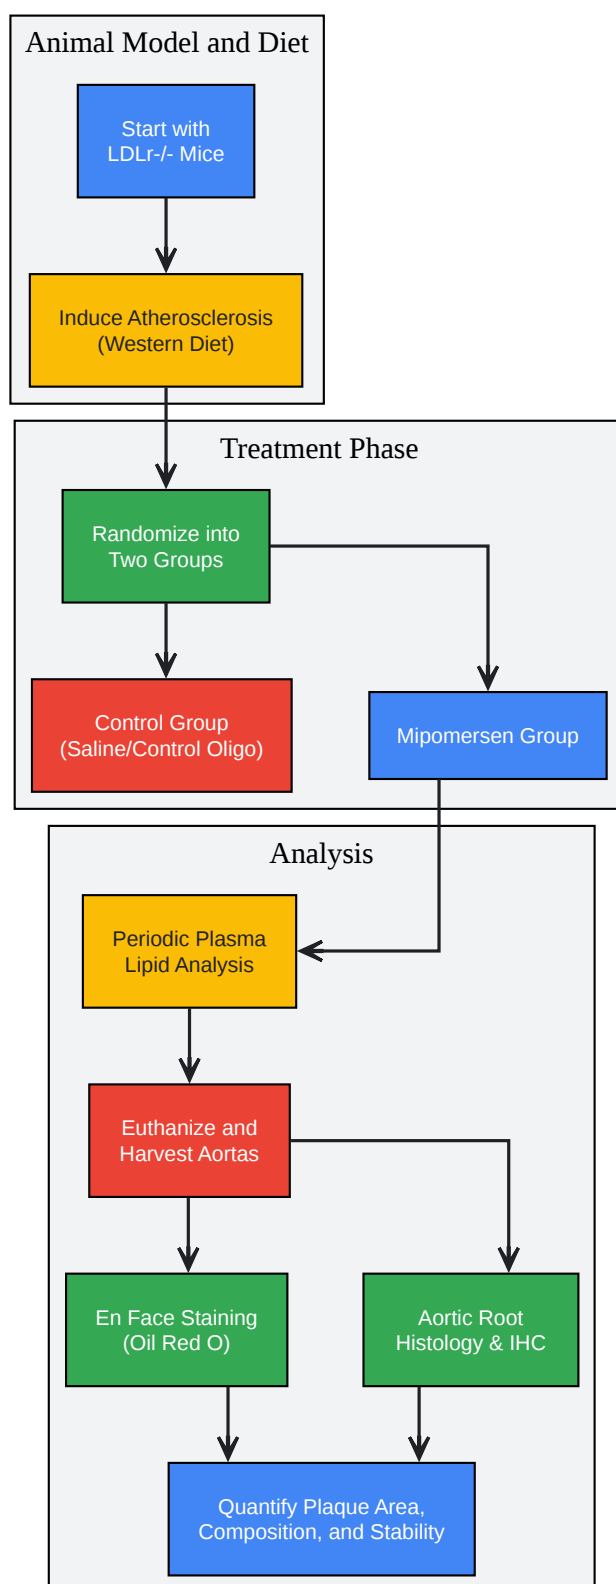 Animal Model and Diet
Start with
LDLr-/- Mice
Induce Atherosclerosis
(Western Diet)
Treatment Phase
Randomize into
Two Groups
Control Group
(Saline/Control Oligo)
Mipomersen Group
Analysis
Periodic Plasma
Lipid Analysis
Euthanize and
Harvest Aortas
En Face Staining
(Oil Red O)
Aortic Root
Histology & IHC
Quantify Plaque Area,
Composition, and Stability